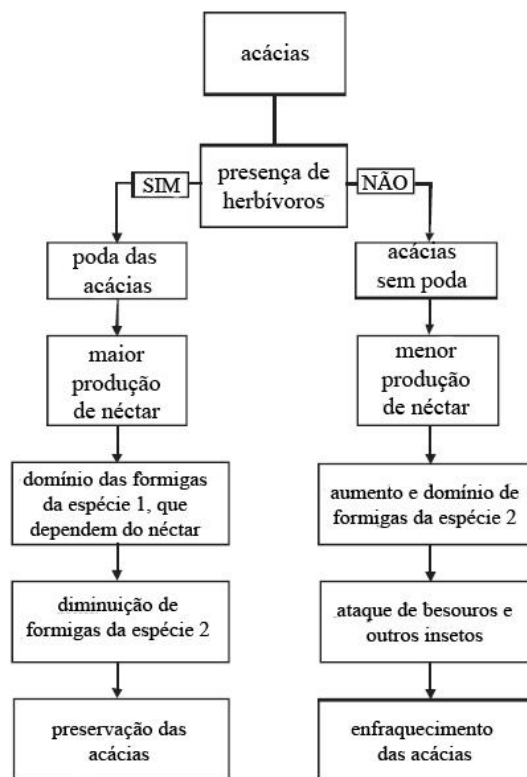 acácias
presença de
herbívoros
SIM
NÃO
poda das
acácias
maior
produção
de néctar
domínio das formigas
da espécie 1, que
dependem do néctar
diminuição de
formigas da espécie 2
preservação das
acácias
acácias
sem poda
menor
produção
de néctar
aumento e domínio de
formigas da espécie 2
ataque de besouros e
outros insetos
enfraquecimento
das acácias